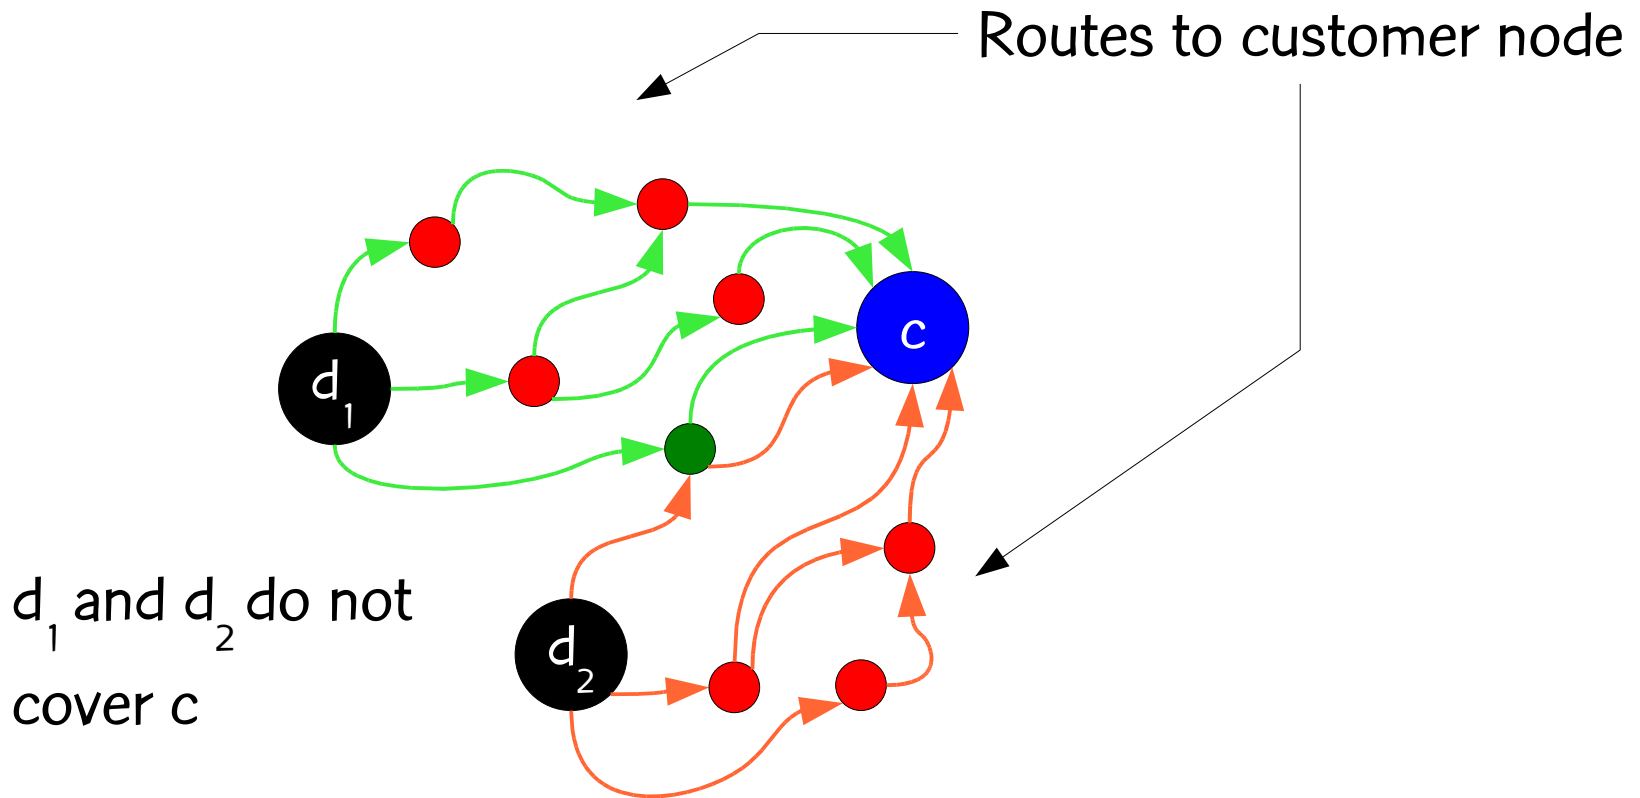 Routes to customer node
c
d₁
d₁ and d₂ do not
cover c
d₂